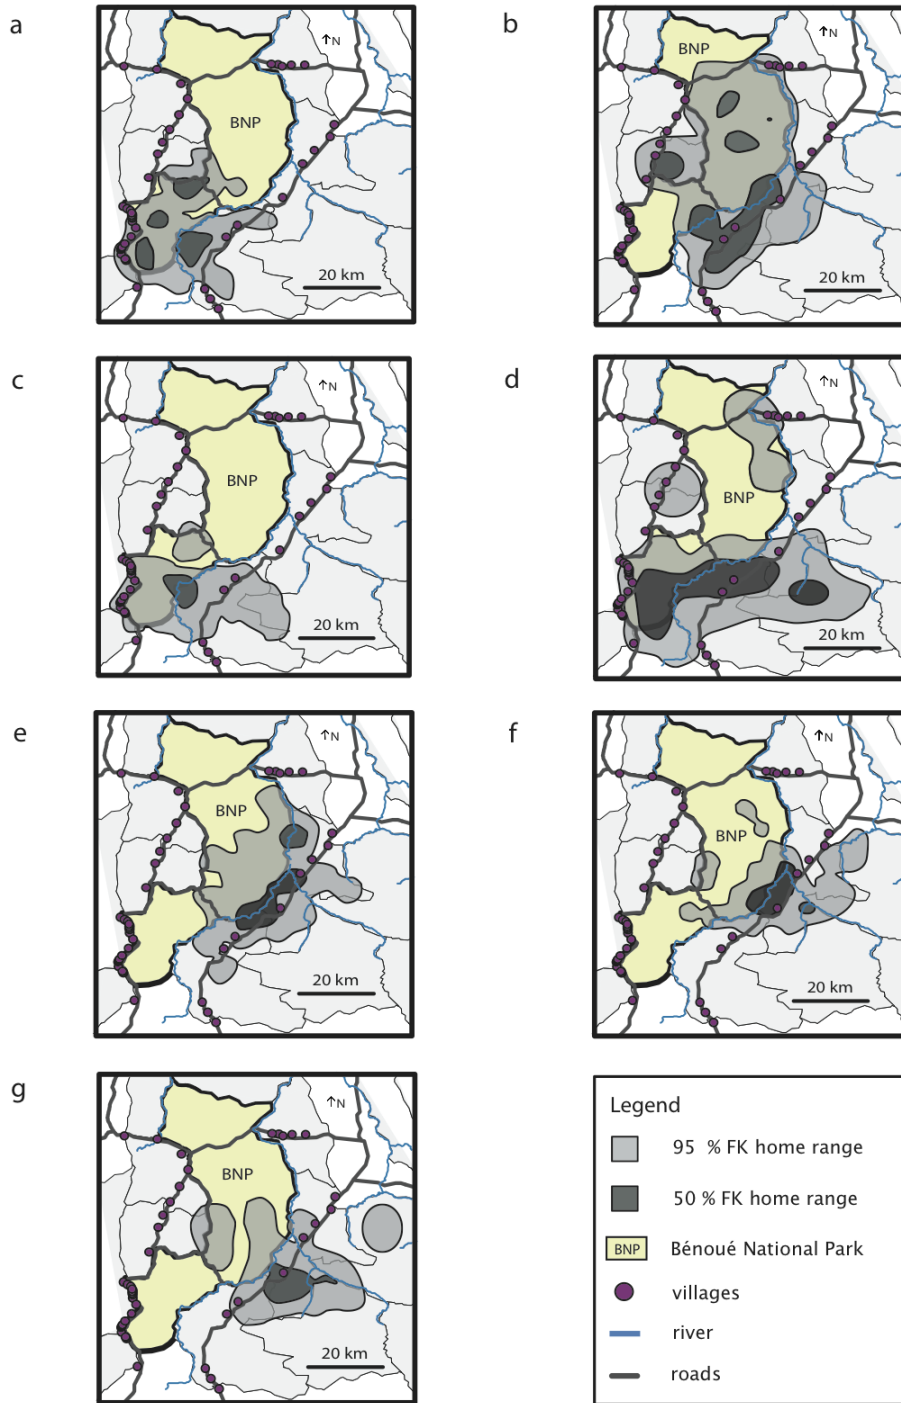 a
↑N
BNP
20 km
b
↑N
BNP
20 km
c
↑N
BNP
20 km
d
↑N
BNP
20 km
e
↑N
BNP
20 km
f
↑N
BNP
20 km
g
↑N
BNP
20 km
Legend
95 % FK home range
50 % FK home range
BNP Bénoué National Park
villages
river
roads